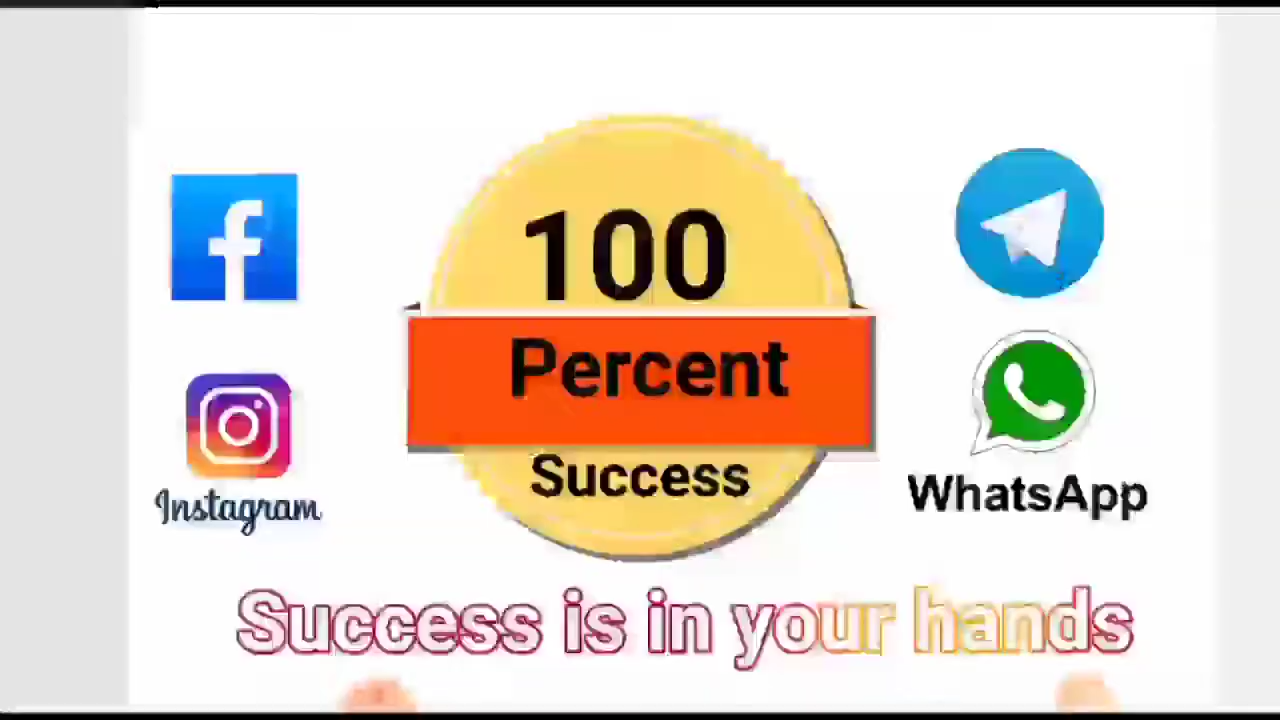 100
Percent
Success
Instagram
WhatsApp
Success is in your hands